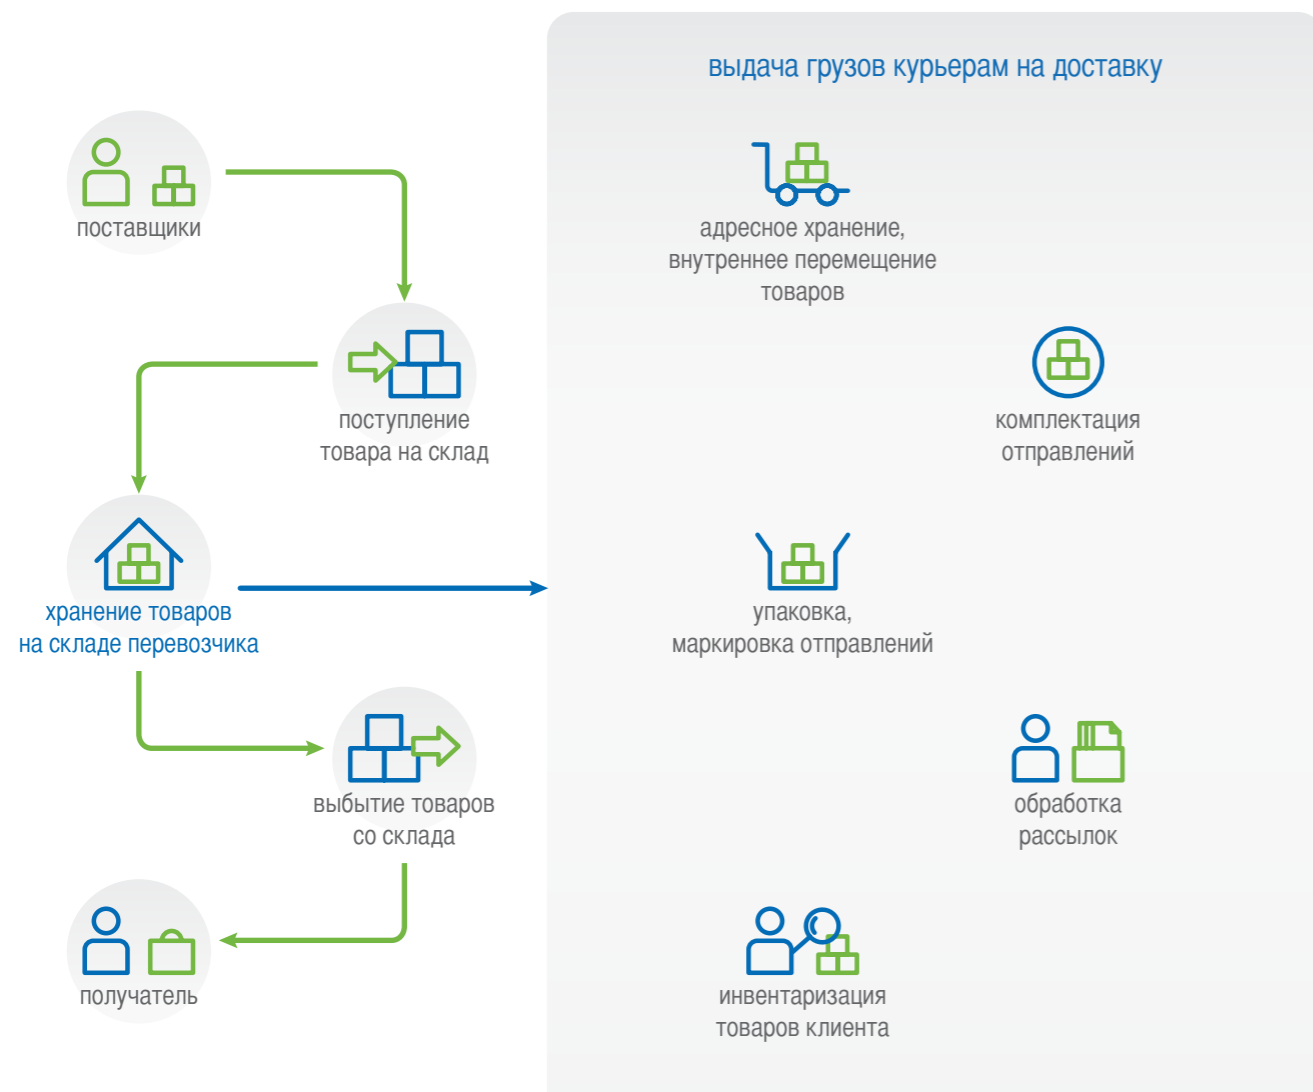 выдача грузов курьерам на доставку
поставщики
адресное хранение,
внутреннее перемещение
товаров
поступление
товара на склад
комплектация
отправлений
хранение товаров
на складе перевозчика
упаковка,
маркировка отправлений
выбытие товаров
со склада
обработка
рассылок
получатель
инвентаризация
товаров клиента